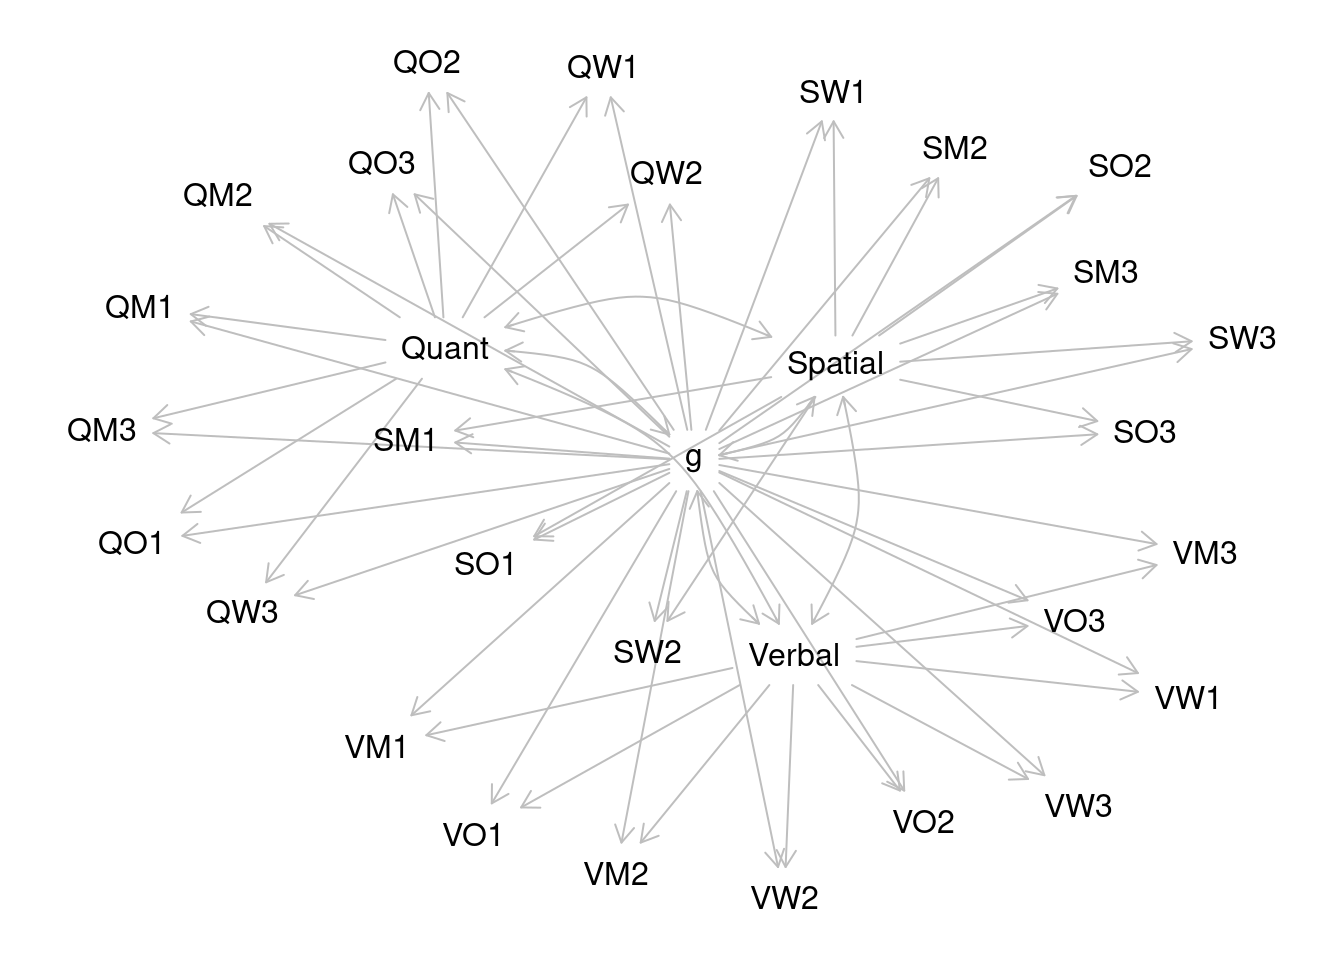 QO2
QW1
SW1
SM2
QO3
SO2
QW2
QM2
SM3
QM1
SW3
Quant
Spatial
QM3
SO3
SM1
g
QO1
VM3
SO1
QW3
VO3
SW2
Verbal
VW1
VM1
VW3
VO2
VO1
VM2
VW2